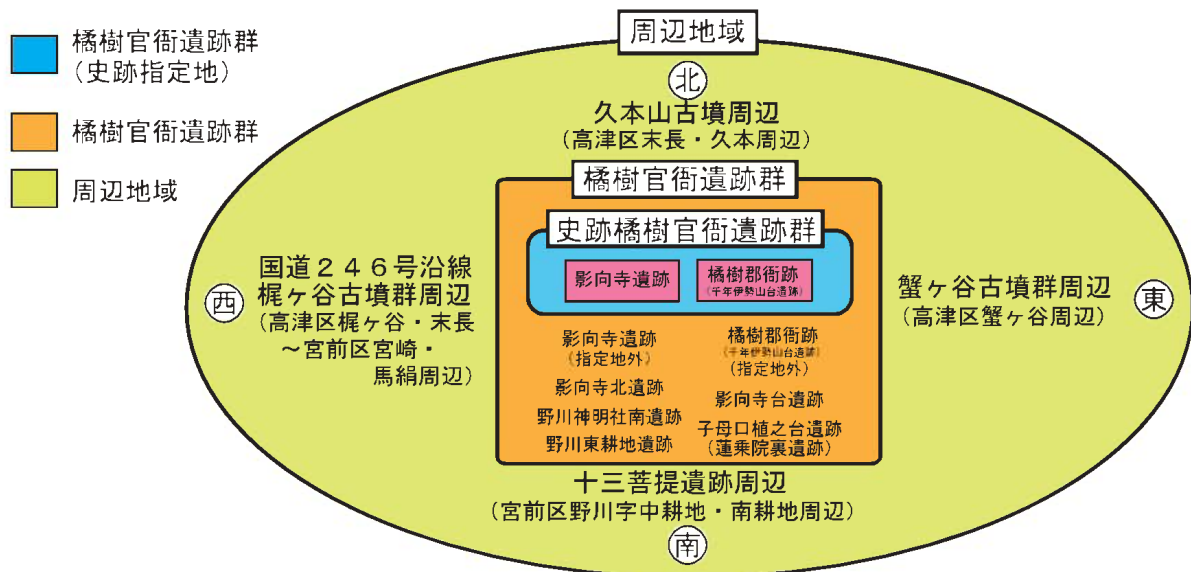 橘樹官衙遺跡群
（史跡指定地）
橘樹官衙遺跡群
周辺地域
周辺地域
北
久本山古墳周辺
（高津区末長・久本周辺）
橘樹官衙遺跡群
史跡橘樹官衙遺跡群
影向寺遺跡
橘樹郡衙跡
（千年伊勢山台遺跡）
影向寺遺跡
（指定地外）
影向寺北遺跡
野川神明社南遺跡
野川東耕地遺跡
橘樹郡衙跡
（千年伊勢山台遺跡）
（指定地外）
影向寺台遺跡
子母口植之台遺跡
（蓮乗院裏遺跡）
西
国道２４６号沿線
梶ヶ谷古墳群周辺
（高津区梶ヶ谷・末長
～宮前区宮崎・
馬絹周辺）
蟹ヶ谷古墳群周辺
（高津区蟹ヶ谷周辺）
東
十三菩提遺跡周辺
（宮前区野川字中耕地・南耕地周辺）
南